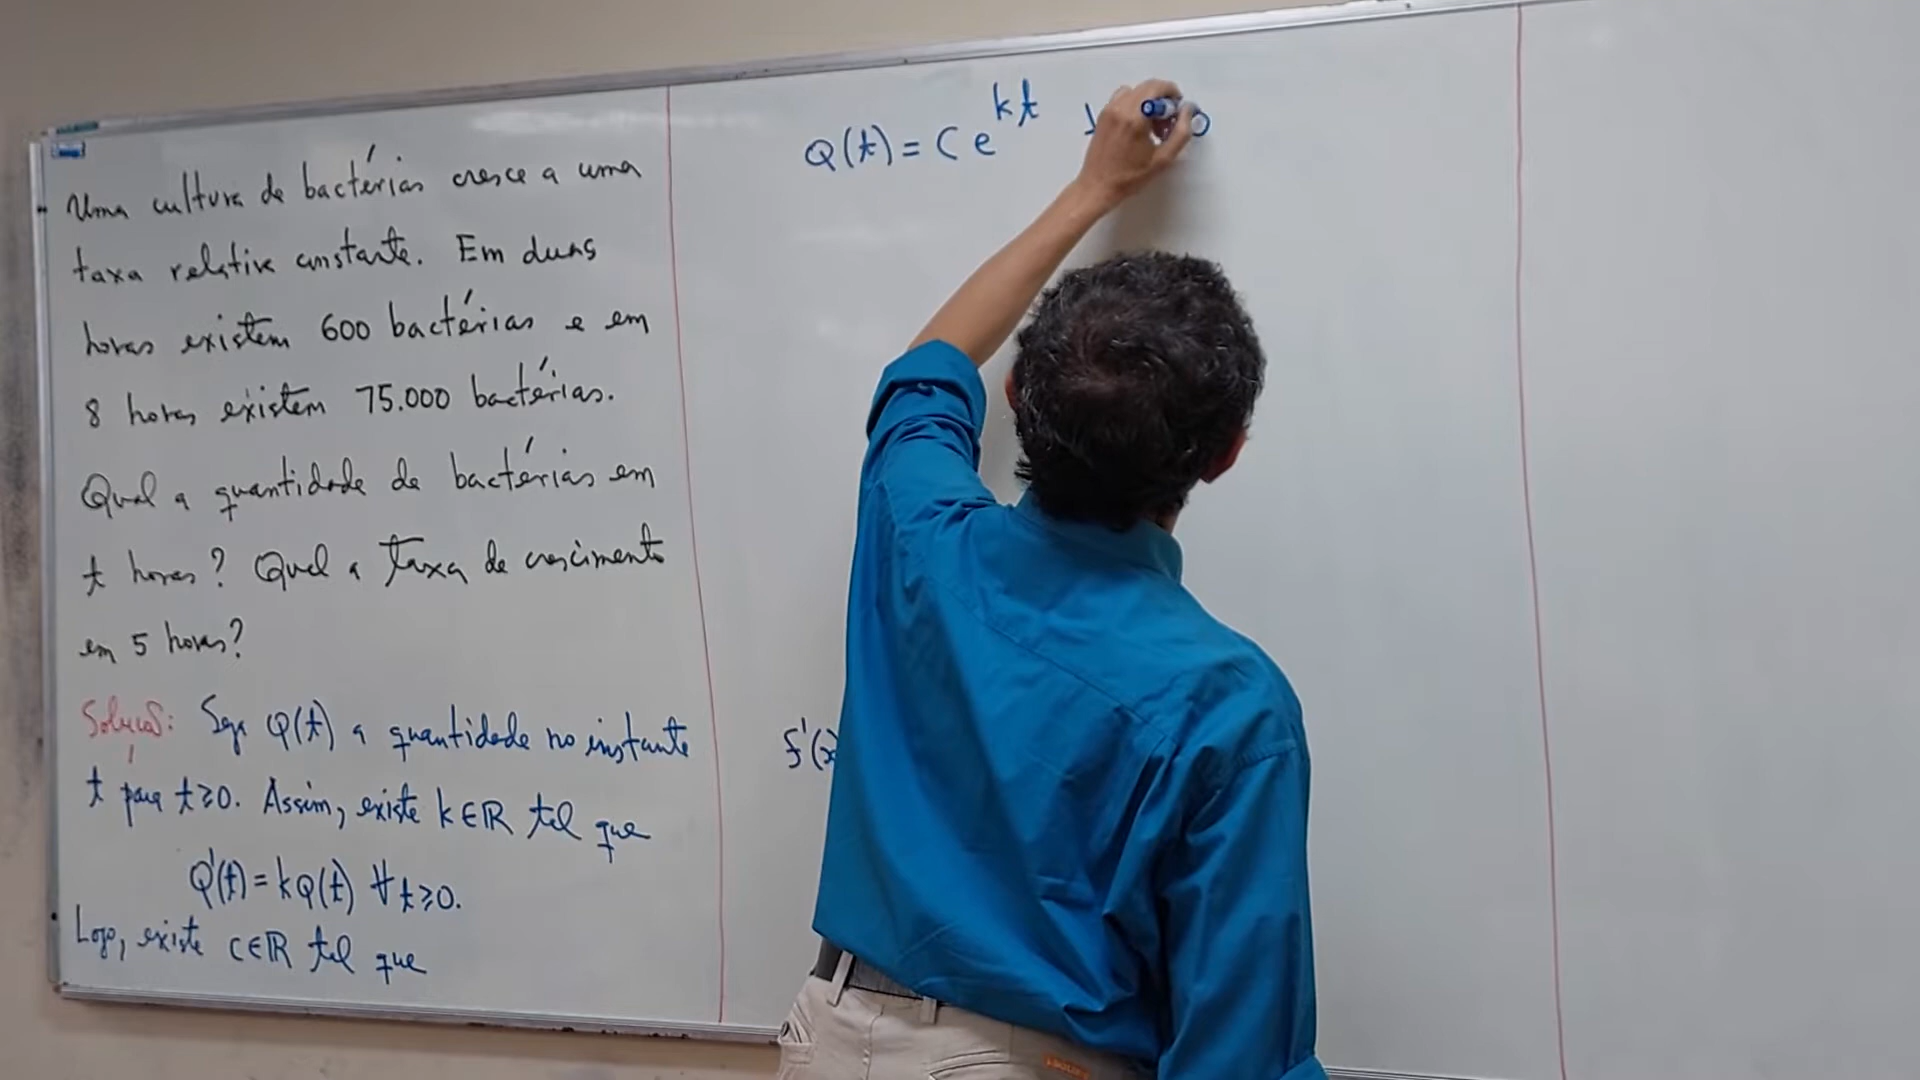 Uma cultura de bactérias cresce a uma
taxa relativa constante. Em duas
horas existem 600 bactérias e em
8 horas existem 75.000 bactérias.
Qual a quantidade de bactérias em
t horas? Qual a taxa de crescimento
em 5 horas?
Solução: Seja Q(t) a quantidade no instante
t para t≥0. Assim, existe k∈ℝ tal que
Q'(t) = kQ(t) ∀t≥0.
Logo, existe C∈ℝ tal que
Q(t) = Ce^{kt}
f'(x)